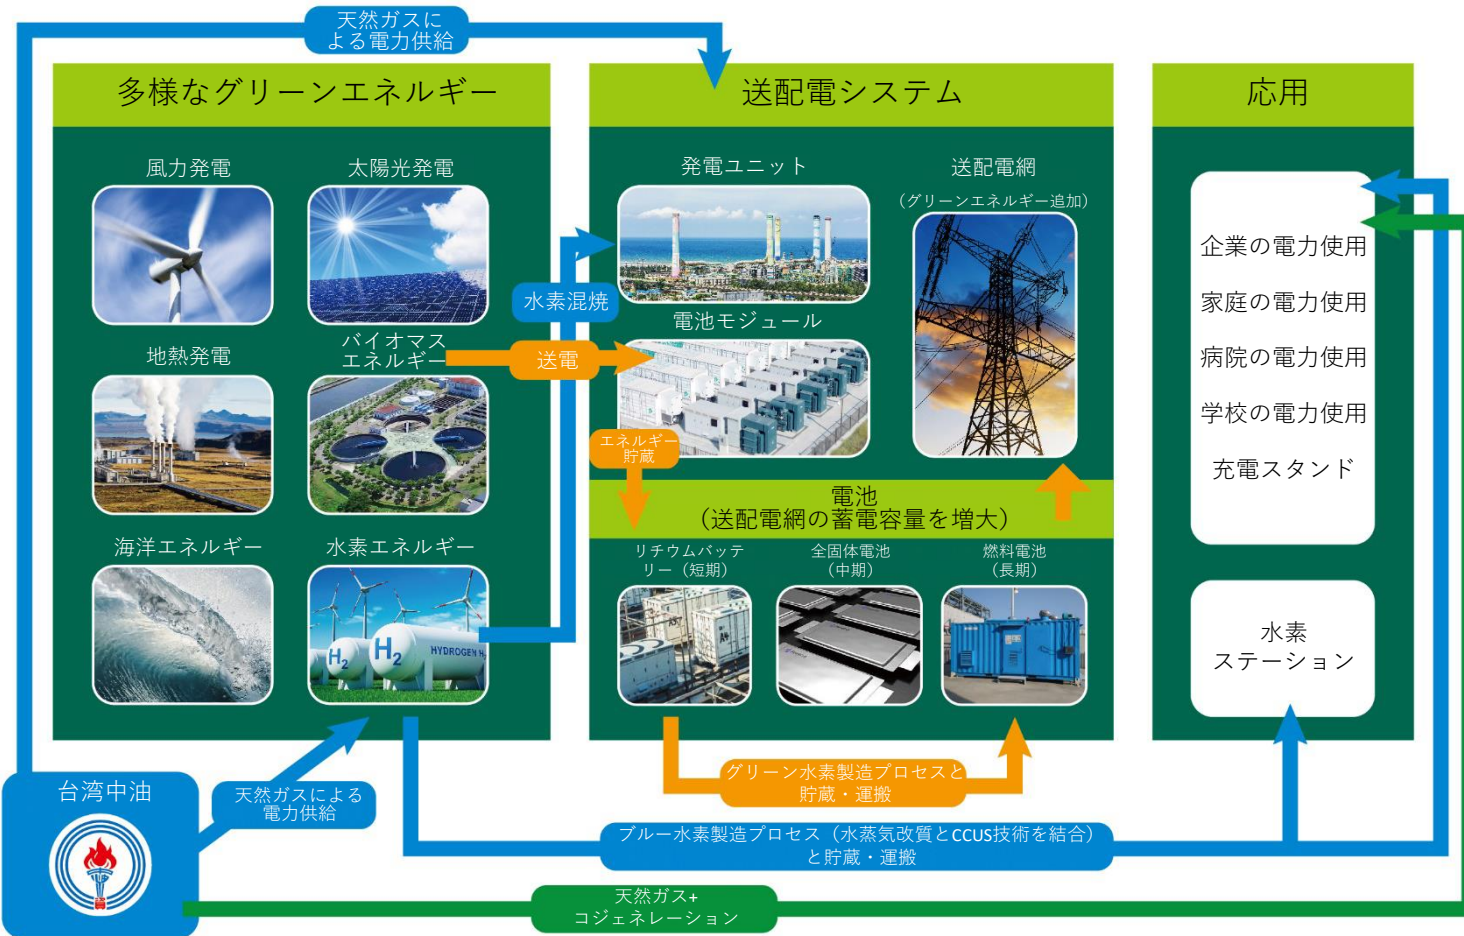 天然ガスに
よる電力供給
多様なグリーンエネルギー
送配電システム
応用
風力発電
太陽光発電
発電ユニット
送配電網
(グリーンエネルギー追加)
水素混焼
企業の電力使用
家庭の電力使用
病院の電力使用
学校の電力使用
充電スタンド
地熱発電
バイオマス
エネルギー
送電
電池モジュール
エネルギー
貯蔵
電池
(送配電網の蓄電容量を増大)
海洋エネルギー
水素エネルギー
H2
H2
HYDROGEN H2
リチウムバッテ
リー(短期)
全固体電池
(中期)
燃料電池
(長期)
水素
ステーション
台湾中油
天然ガスによる
電力供給
グリーン水素製造プロセスと
貯蔵・運搬
ブルー水素製造プロセス(水蒸気改質とCCUS技術を結合)
と貯蔵・運搬
天然ガス+
コジェネレーション